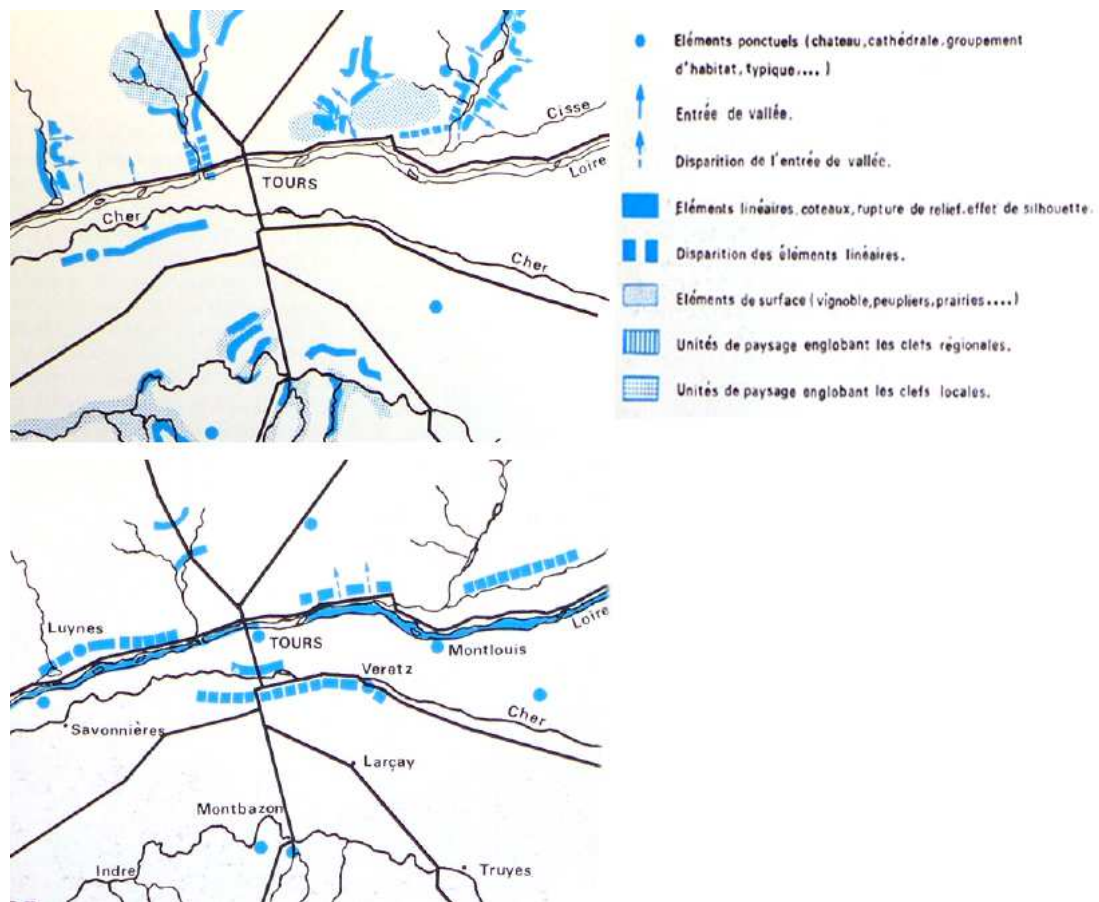 Cisse
Loire
TOURS
Cher
Cher
Eléments ponctuels (chateau,cathédrale,groupement
d'habitat, typique,... )
Entrée de vallée.
Disparition de l'entrée de vallée.
Eléments linéaires, coteaux, rupture de relief. effet de silhouette.
Disparition des éléments linéaires.
Eléments de surface ( vignoble, peupliers, prairies .... )
Unités de paysage englobant les clefs régionales.
Unités de paysage englobant les clefs locales.
Loire
Luynes
TOURS
Montlouis
Veretz
Cher
Savonnières
Larçay
Montbazon
Indre
Truyes